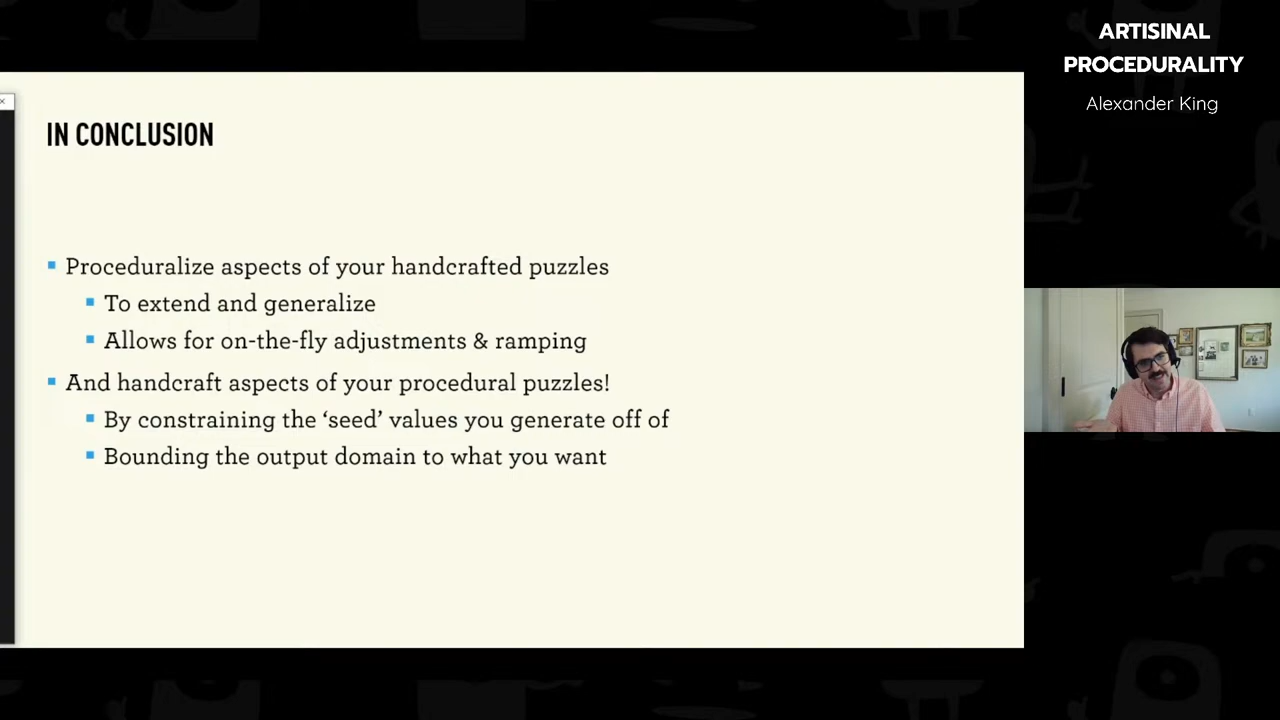 ARTISINAL
PROCEDURALITY
Alexander King
IN CONCLUSION
▪ Proceduralize aspects of your handcrafted puzzles
▪ To extend and generalize
▪ Allows for on-the-fly adjustments & ramping
▪ And handcraft aspects of your procedural puzzles!
▪ By constraining the ‘seed’ values you generate off of
▪ Bounding the output domain to what you want